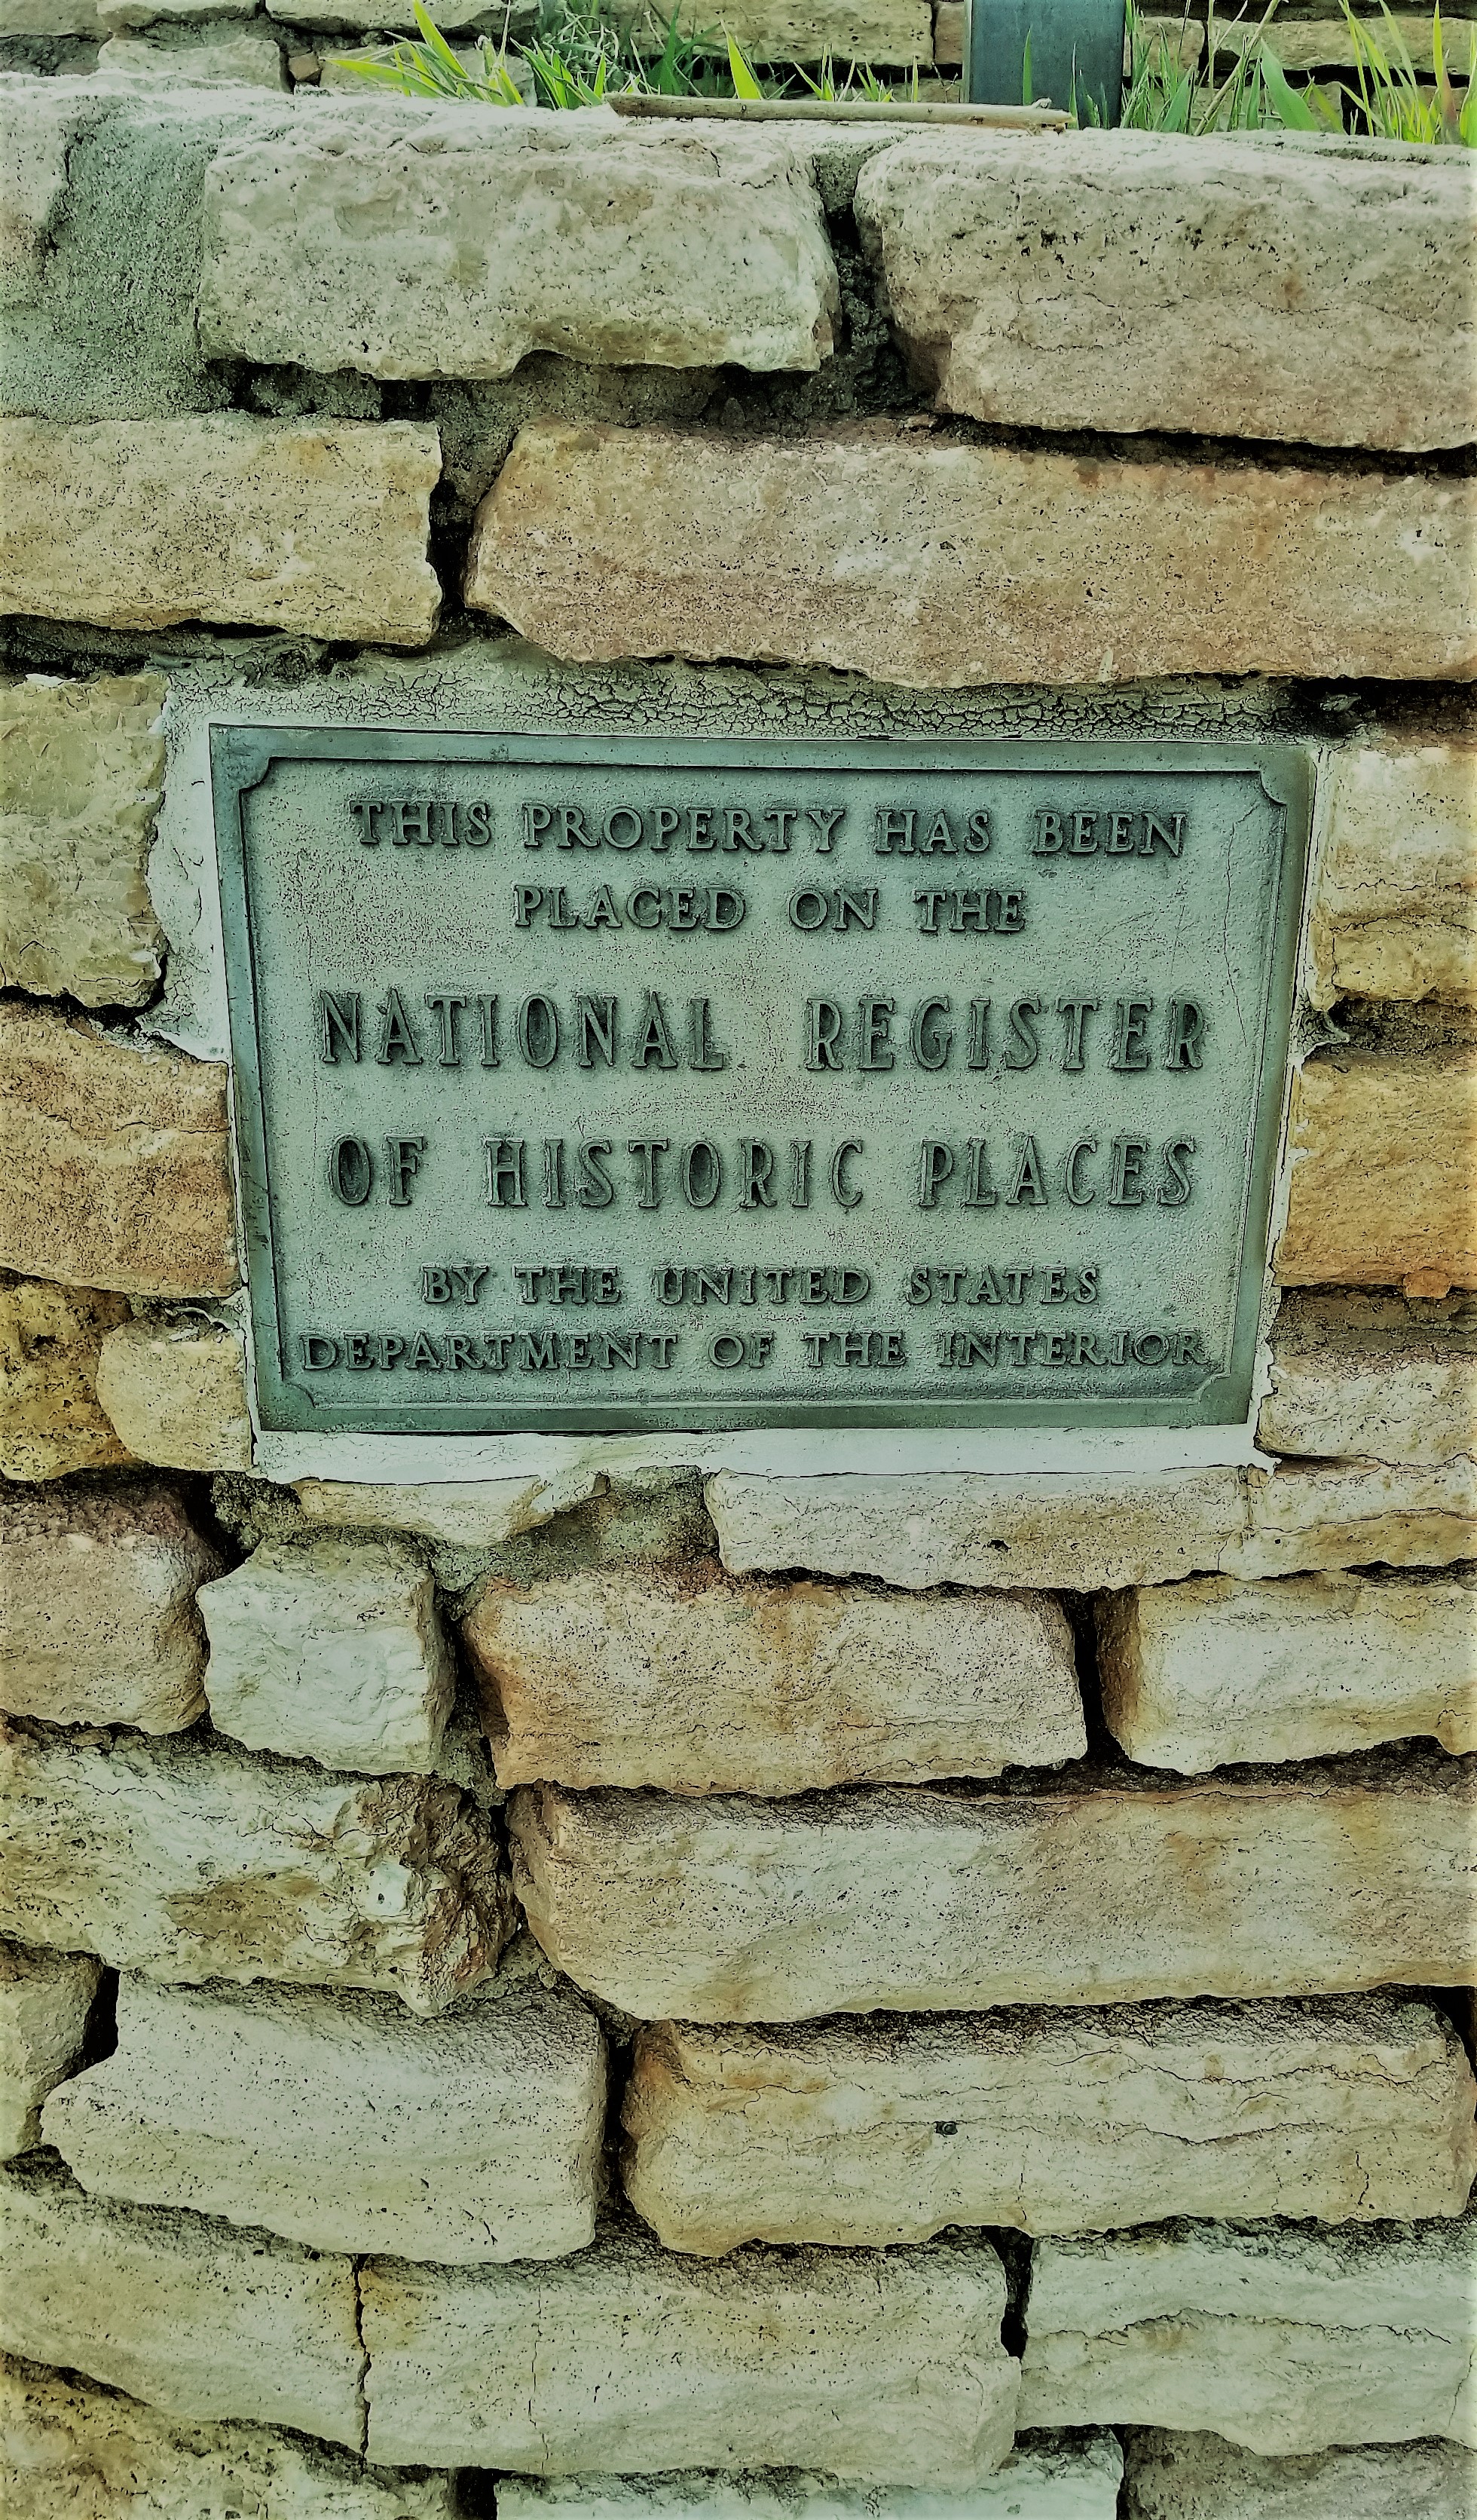 THIS PROPERTY HAS BEEN
PLACED ON THE
NATIONAL REGISTER
OF HISTORIC PLACES
BY THE UNITED STATES
DEPARTMENT OF THE INTERIOR